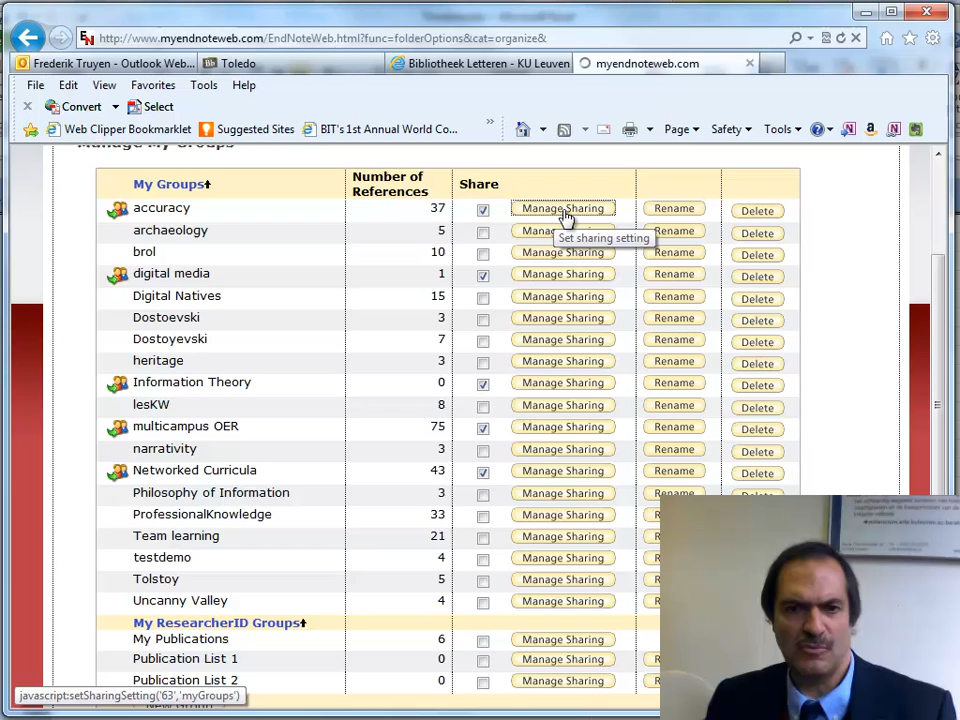 http://www.myendnoteweb.com/EndNoteWeb.html?func=folderOptions&cat=organize&
Frederik Truyen - Outlook Web... Toledo Bibliotheek Letteren - KU Leuven myendnoteweb.com
File Edit View Favorites Tools Help
Convert Select
Web Clipper Bookmarklet Suggested Sites BIT's 1st Annual World Co... Page Safety Tools
Manage My Groups
My Groups Number of References Share
accuracy 37 Manage Sharing Rename Delete
Set sharing setting
archaeology 5 Rename Delete
brol 10 Manage Sharing Rename Delete
digital media 1 Manage Sharing Rename Delete
Digital Natives 15 Manage Sharing Rename Delete
Dostoevski 3 Manage Sharing Rename Delete
Dostoyevski 7 Manage Sharing Rename Delete
heritage 3 Manage Sharing Rename Delete
Information Theory 0 Manage Sharing Rename Delete
lesKW 8 Manage Sharing Rename Delete
multicampus OER 75 Manage Sharing Rename Delete
narrativity 3 Manage Sharing Rename Delete
Networked Curricula 43 Manage Sharing Rename Delete
Philosophy of Information 3 Manage Sharing Rename
ProfessionalKnowledge 33 Manage Sharing
Team learning 21 Manage Sharing
testdemo 4 Manage Sharing
Tolstoy 5 Manage Sharing
Uncanny Valley 4 Manage Sharing
My ResearcherID Groups
My Publications 6 Manage Sharing
Publication List 1 0 Manage Sharing
Publication List 2 0 Manage Sharing
javascript:setSharingSetting('63','myGroups')